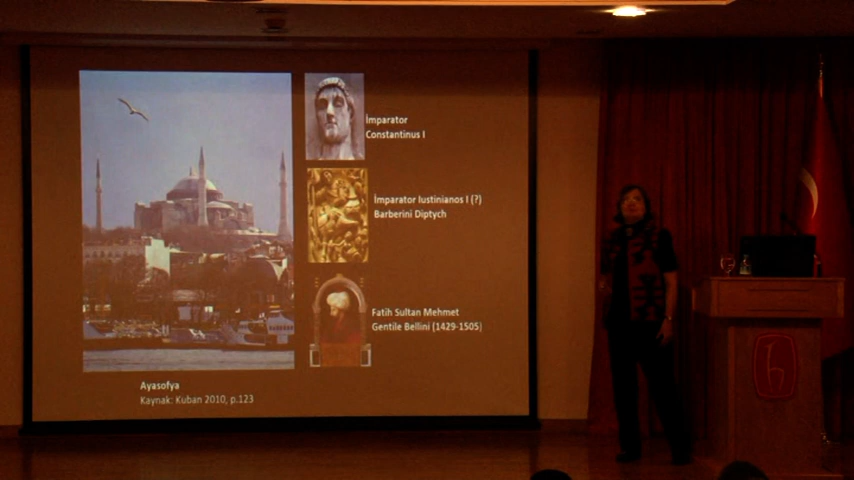 İmparator
Constantinus I
İmparator Iustinianos I (?)
Barberini Diptych
Fatih Sultan Mehmet
Gentile Bellini (1429-1505)
Ayasofya
Kaynak: Kuban 2010, p.123